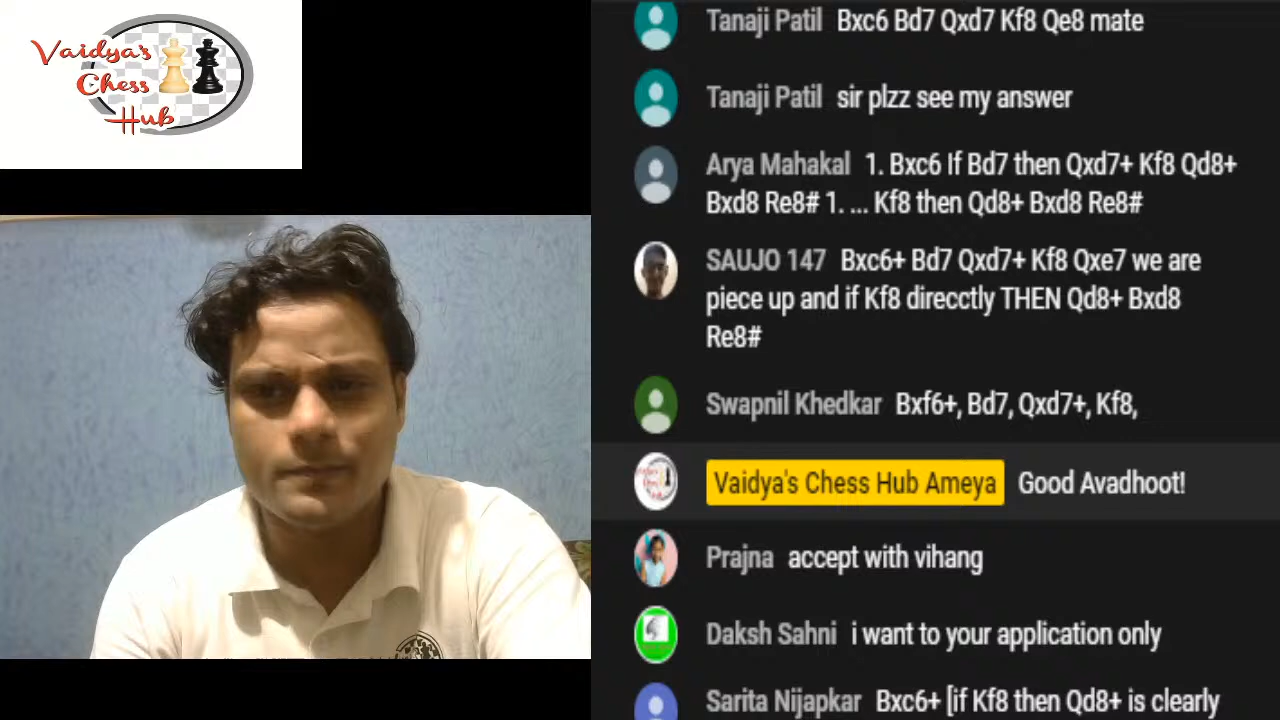 Vaidya's
Chess
Hub
Tanaji Patil Bxc6 Bd7 Qxd7 Kf8 Qe8 mate
Tanaji Patil sir plzz see my answer
Arya Mahakal 1. Bxc6 If Bd7 then Qxd7+ Kf8 Qd8+
Bxd8 Re8# 1. ... Kf8 then Qd8+ Bxd8 Re8#
SAUJO 147 Bxc6+ Bd7 Qxd7+ Kf8 Qxe7 we are
piece up and if Kf8 direcctly THEN Qd8+ Bxd8
Re8#
Swapnil Khedkar Bxf6+, Bd7, Qxd7+, Kf8,
Vaidya's Chess Hub Ameya Good Avadhoot!
Prajna accept with vihang
Daksh Sahni i want to your application only
Sarita Nijapkar Bxc6+ [if Kf8 then Qd8+ is clearly